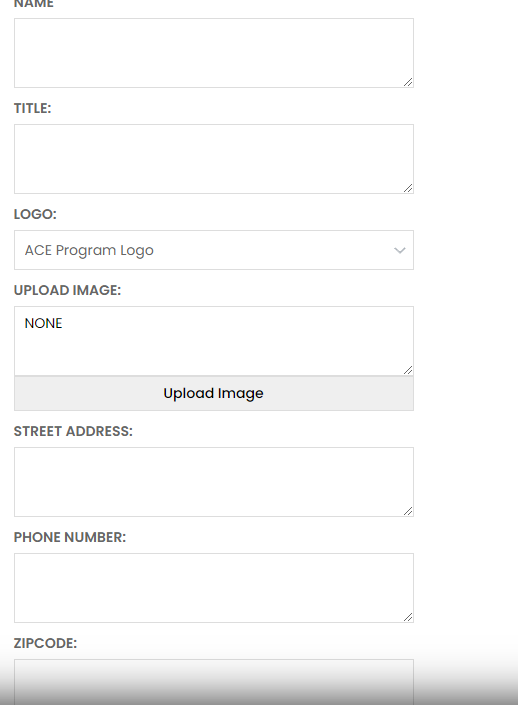 NAME
TITLE:
LOGO:
ACE Program Logo
UPLOAD IMAGE:
NONE
Upload Image
STREET ADDRESS:
PHONE NUMBER:
ZIPCODE: